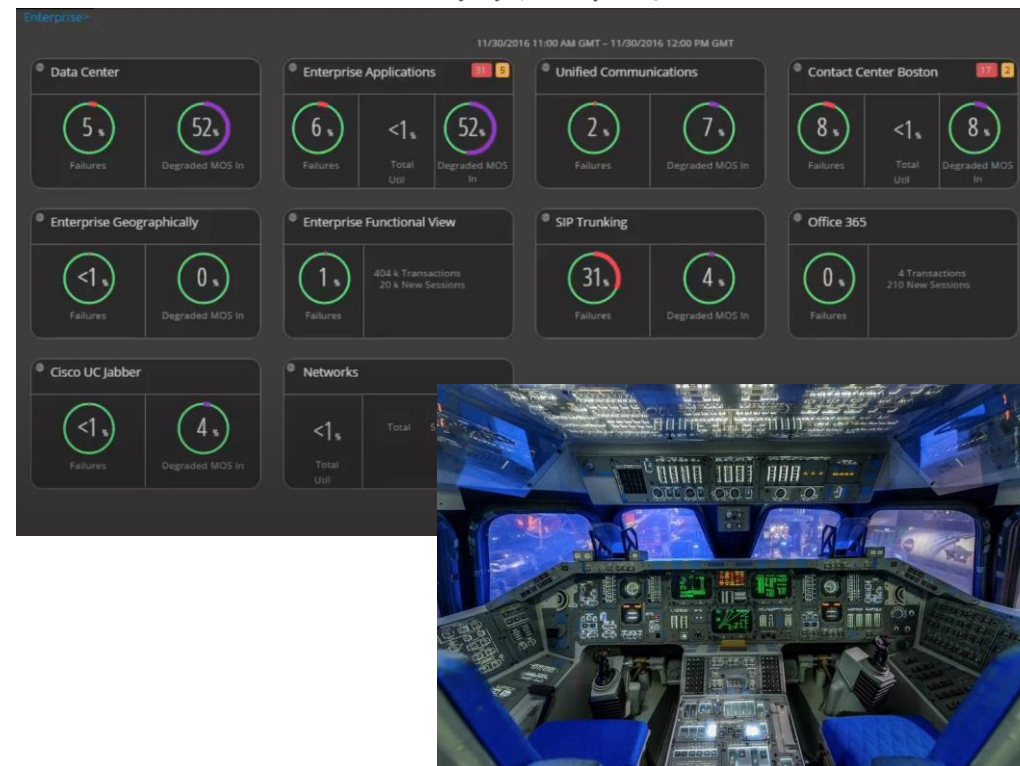 Enterprise>
11/30/2016 11:00 AM GMT – 11/30/2016 12:00 PM GMT
Data Center
5 %
Failures
52%
Degraded MOS In
Enterprise Applications 31 5
6 %
Failures
<1%
Total
Util
52%
Degraded MOS
In
Unified Communications
2 %
Failures
7 %
Degraded MOS In
Contact Center Boston 17 2
8 %
Failures
<1%
Total
Util
8 %
Degraded MOS
In
Enterprise Geographically
<1%
Failures
0 %
Degraded MOS In
Enterprise Functional View
1 %
Failures
404 k Transactions
20 k New Sessions
SIP Trunking
31%
Failures
4 %
Degraded MOS In
Office 365
0 %
Failures
4 Transactions
210 New Sessions
Cisco UC Jabber
<1%
Failures
4 %
Degraded MOS In
Networks
<1%
Total
Util
Total